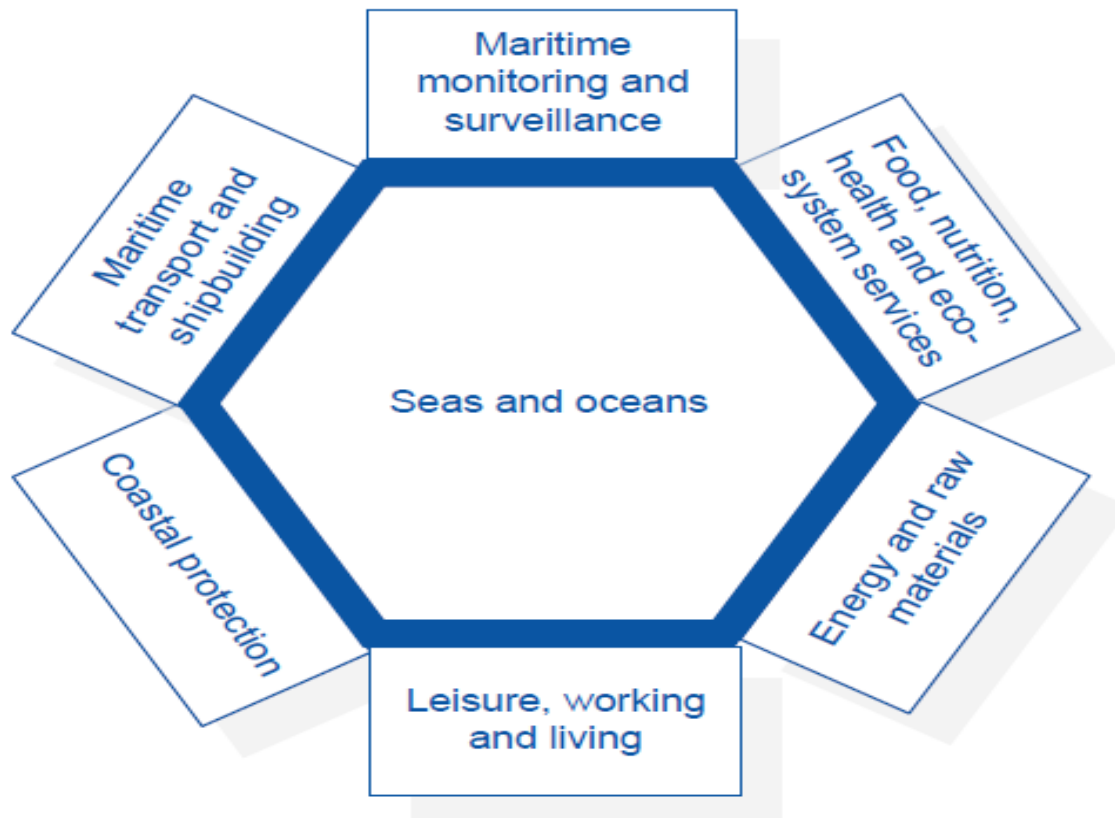 Maritime
monitoring and
surveillance
Food, nutrition,
health and eco-
system services
Energy and raw
materials
Leisure, working
and living
Coastal protection
Maritime
transport and
shipbuilding
Seas and oceans